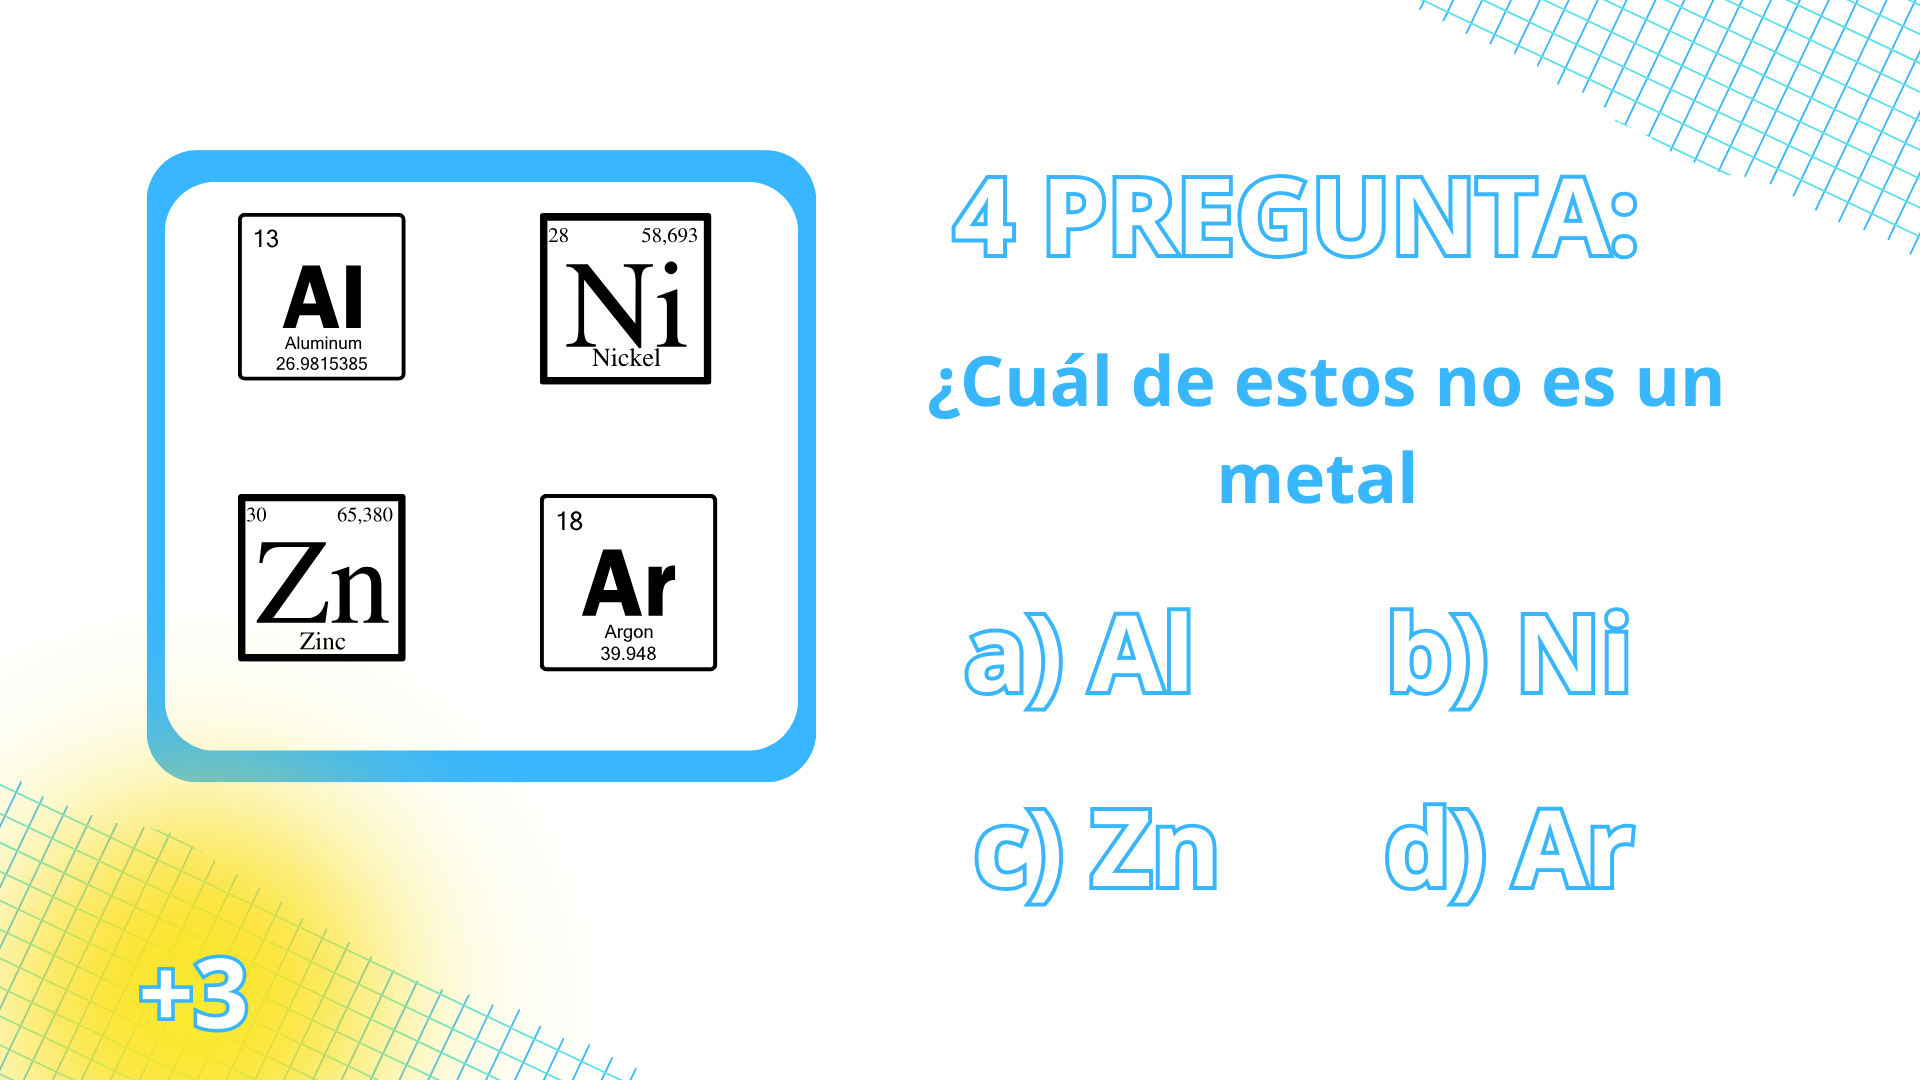 13
Al
Aluminum
26.9815385
28 58,693
Ni
Nickel
30 65,380
Zn
Zinc
18
Ar
Argon
39.948
4 PREGUNTA:
¿Cuál de estos no es un
metal
a) Al b) Ni
c) Zn d) Ar
+3